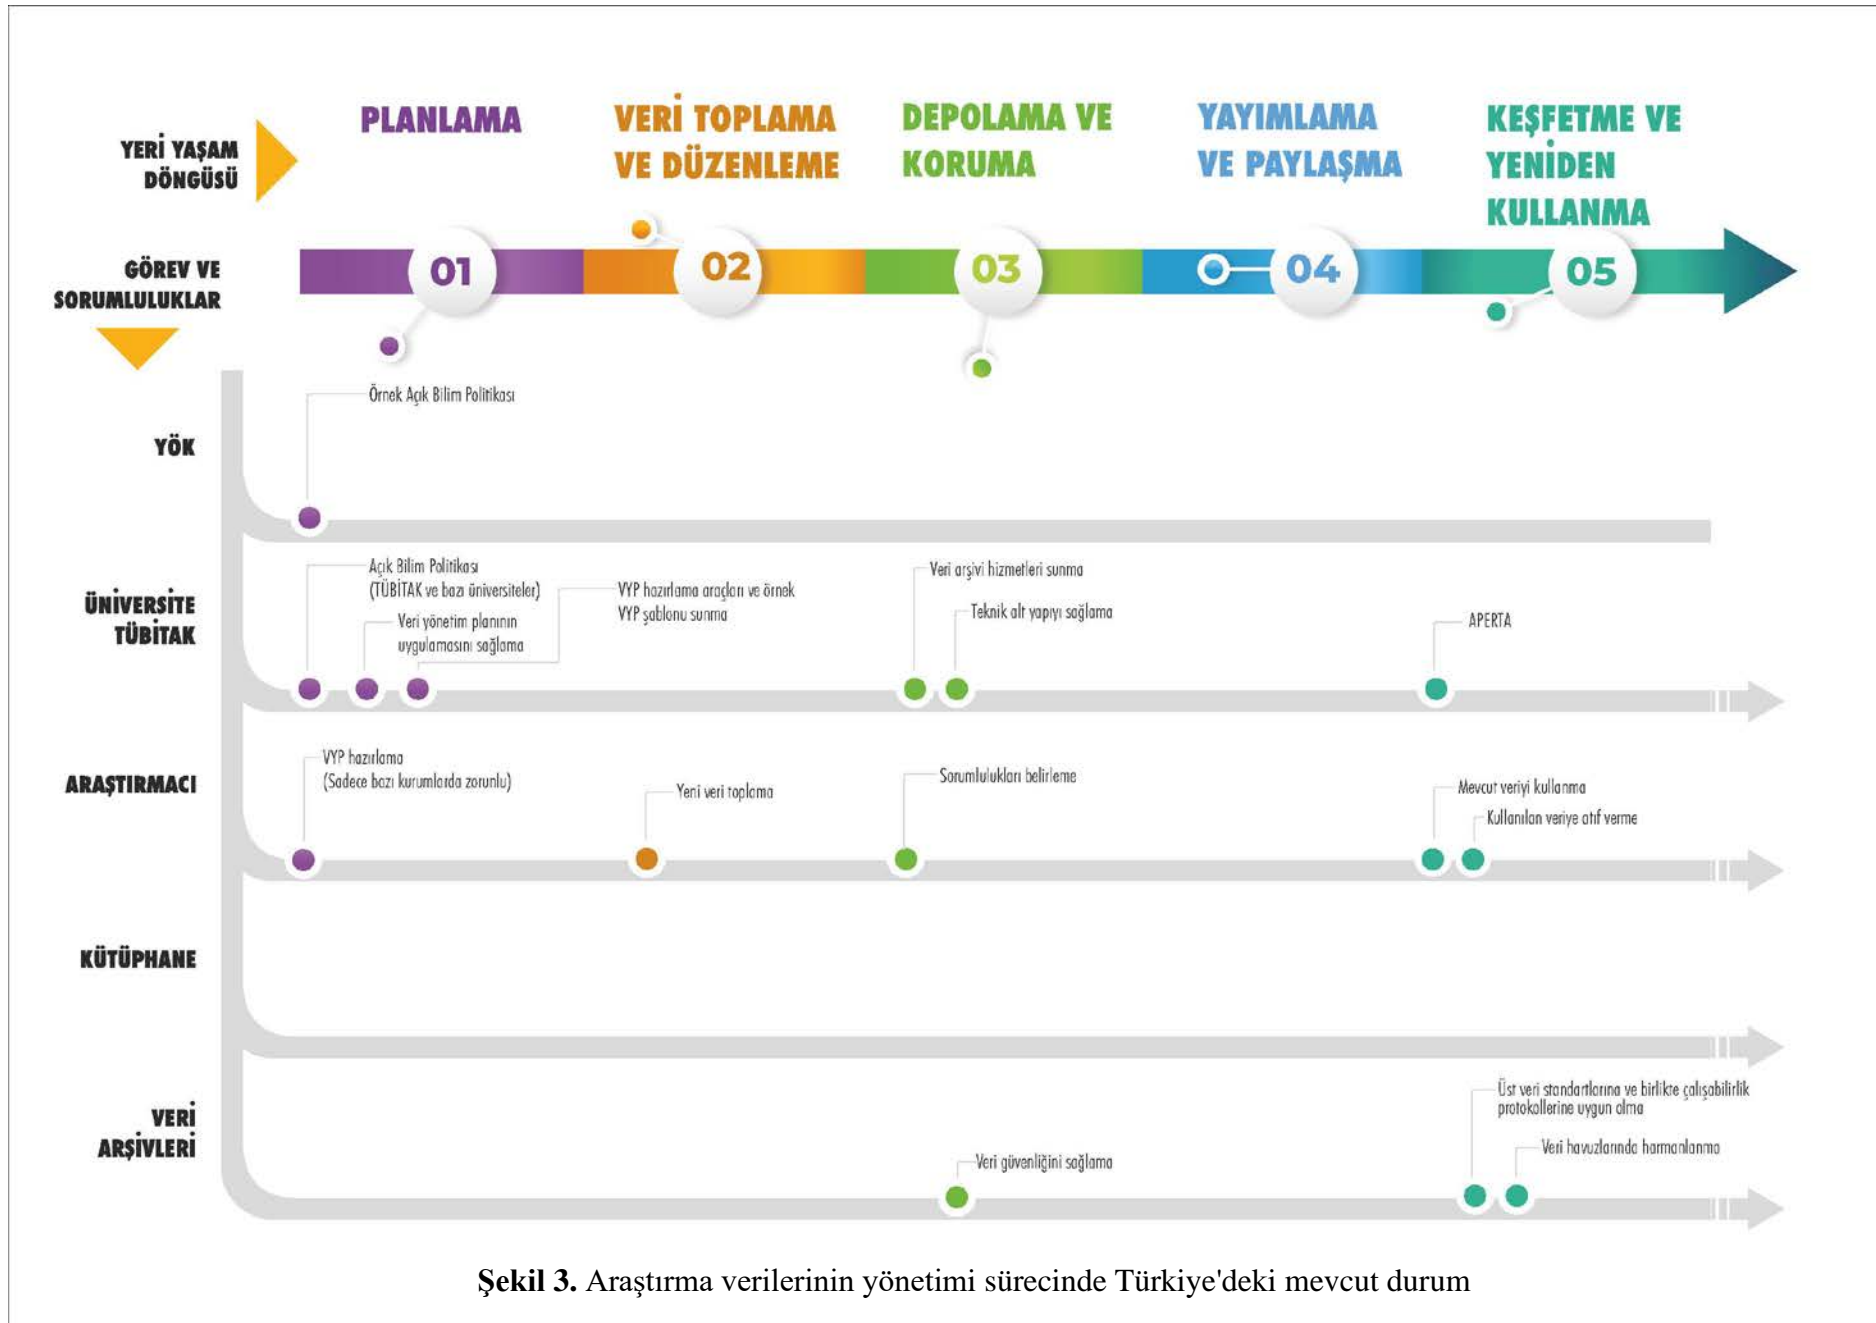 PLANLAMA
VERİ TOPLAMA
VE DÜZENLEME
DEPOLAMA VE
KORUMA
YAYIMLAMA
VE PAYLAŞMA
KEŞFETME VE
YENİDEN
KULLANMA
YERİ YAŞAM
DÖNGÜSÜ
GÖREV VE
SORUMLULUKLAR
01
02
03
04
05
YÖK
Örnek Açık Bilim Politikası
ÜNİVERSİTE
TÜBİTAK
Açık Bilim Politikası
(TÜBİTAK ve bazı üniversiteler)
Veri yönetim planının
uygulamasını sağlama
VYP hazırlama araçları ve örnek
VYP şablonu sunma
Veri arşivi hizmetleri sunma
Teknik alt yapıyı sağlama
APERTA
ARAŞTIRMACI
VYP hazırlama
(Sadece bazı kurumlarda zorunlu)
Yeni veri toplama
Sorumlulukları belirleme
Mevcut veriyi kullanma
Kullanılan veriye atıf verme
KÜTÜPHANE
VERİ
ARŞİVLERİ
Veri güvenliğini sağlama
Üst veri standartlarına ve birlikte çalışabilirlik
protokollerine uygun olma
Veri havuzlarında harmanlanma
Şekil 3. Araştırma verilerinin yönetimi sürecinde Türkiye'deki mevcut durum